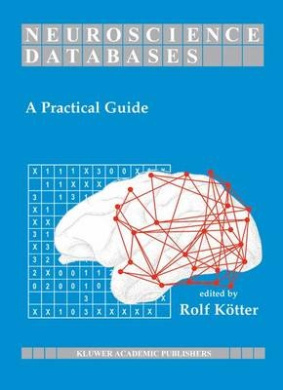 NEUROSCIENCE
DATABASES
A Practical Guide
edited by
Rolf Kötter
KLUWER ACADEMIC PUBLISHERS